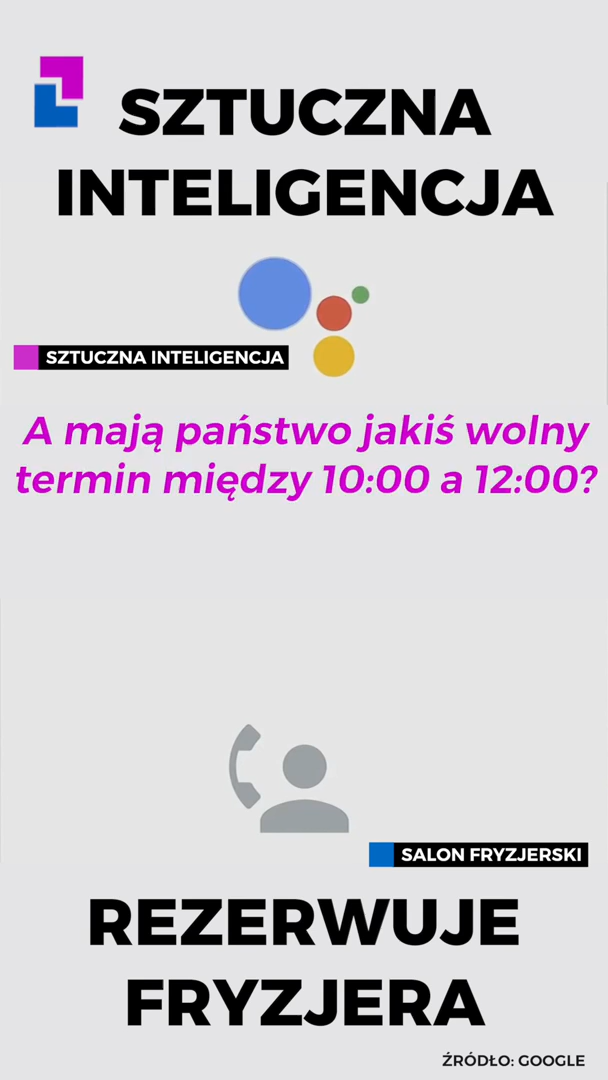 SZTUCZNA
INTELIGENCJA
SZTUCZNA INTELIGENCJA
A mają państwo jakiś wolny
termin między 10:00 a 12:00?
SALON FRYZJERSKI
REZERWUJE
FRYZJERA
ŹRÓDŁO: GOOGLE